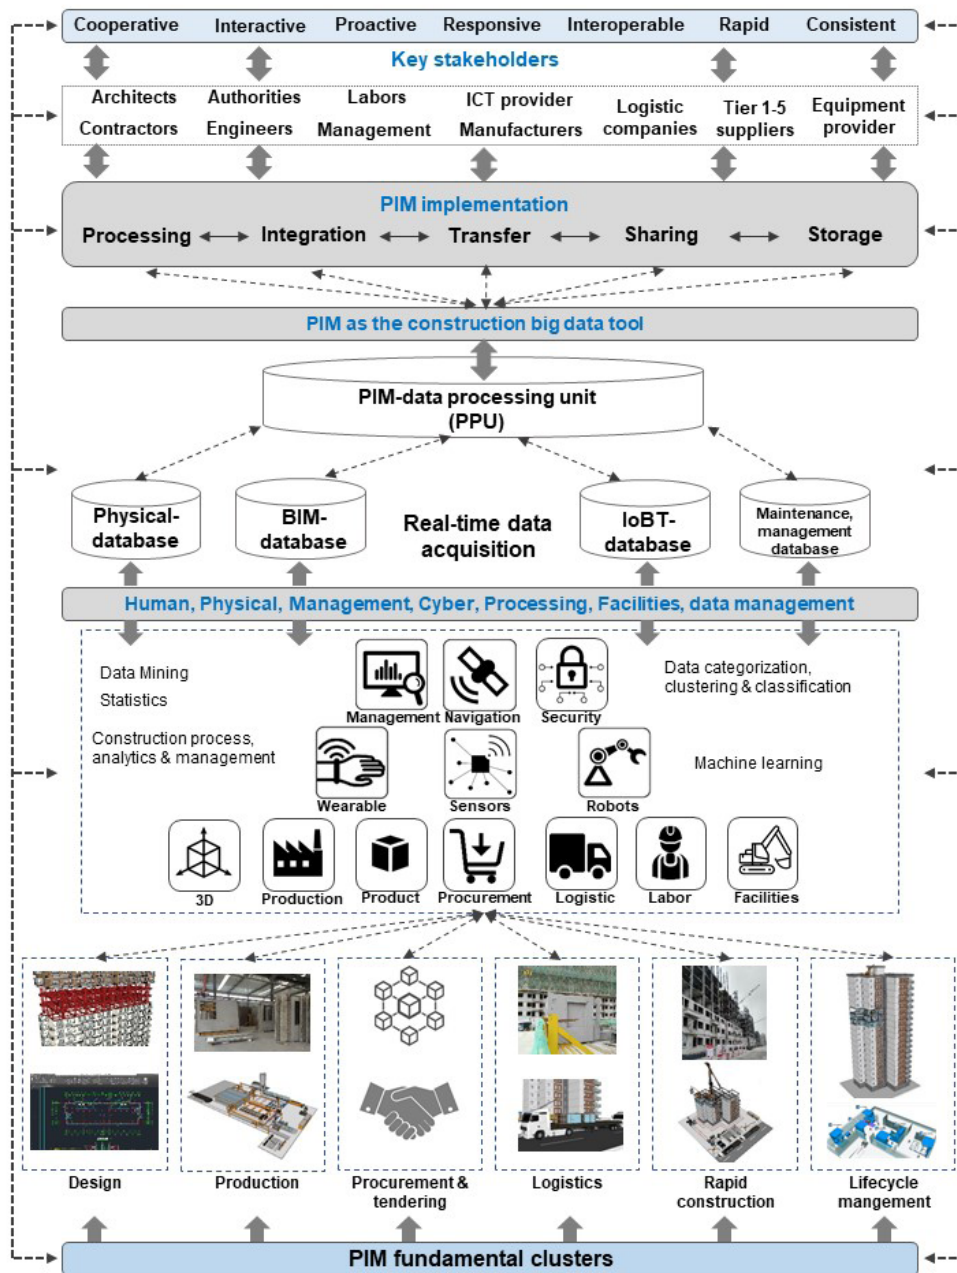 Cooperative Interactive Proactive Responsive Interoperable Rapid Consistent
Key stakeholders
Architects Authorities Labors ICT provider Logistic companies Tier 1-5 suppliers Equipment provider
Contractors Engineers Management Manufacturers
PIM implementation
Processing Integration Transfer Sharing Storage
PIM as the construction big data tool
PIM-data processing unit
(PPU)
Physical-
database
BIM-
database
Real-time data
acquisition
IoBT-
database
Maintenance,
management
database
Human, Physical, Management, Cyber, Processing, Facilities, data management
Data Mining
Statistics
Construction process,
analytics & management
Data categorization,
clustering & classification
Machine learning
Management Navigation Security
Wearable Sensors Robots
3D Production Product Procurement Logistic Labor Facilities
Design
Production
Procurement &
tendering
Logistics
Rapid
construction
Lifecycle
mangement
PIM fundamental clusters